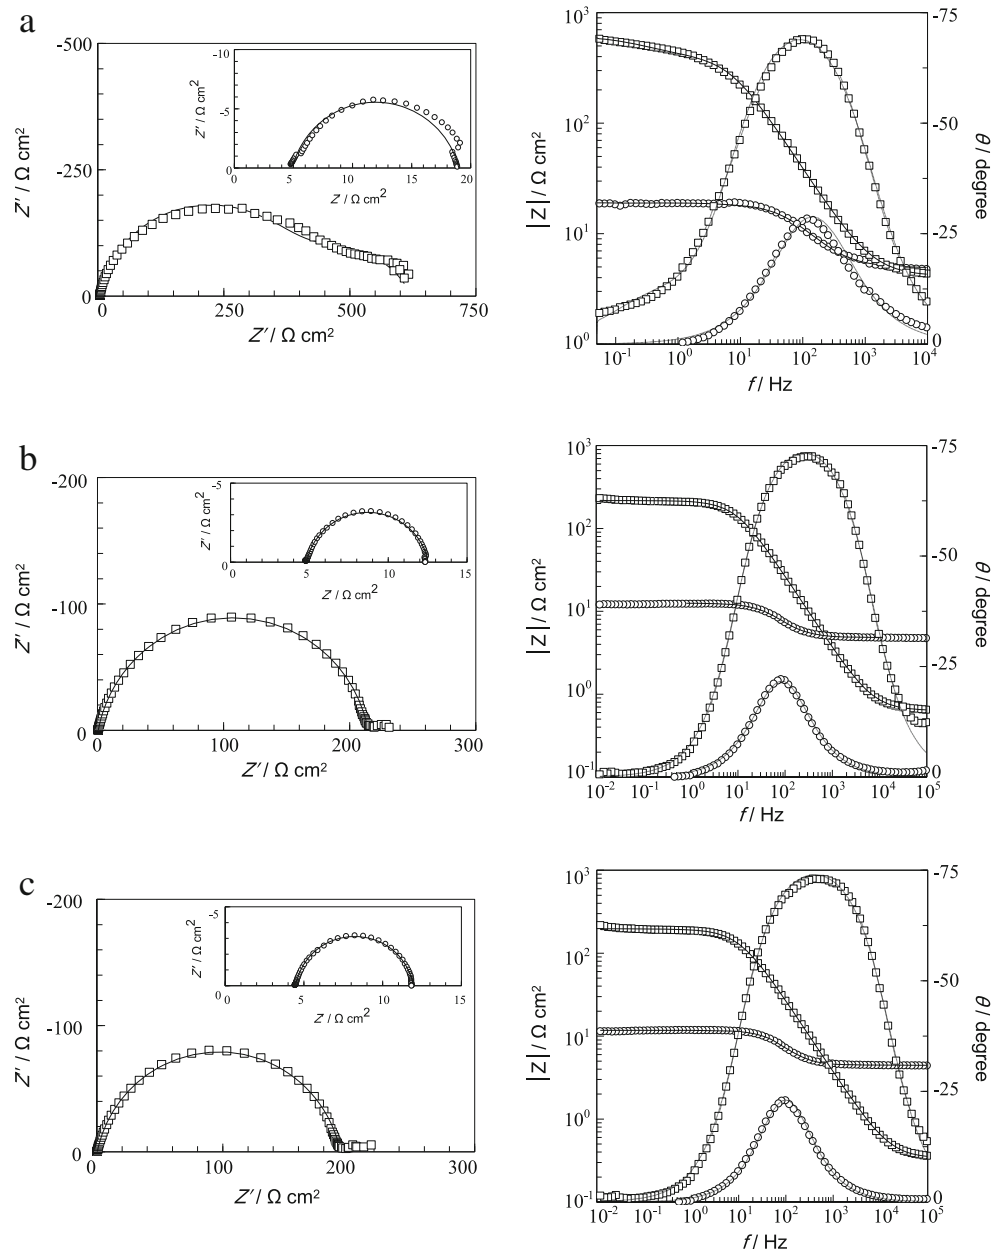 a
-500
-250
0
Z′ / Ω cm²
0
250
500
750
Z′ / Ω cm²
-10
-5
0
Z′ / Ω cm²
0
5
10
15
20
Z / Ω cm²
10³
10²
10¹
10⁰
|Z| / Ω cm²
-75
-50
-25
0
θ / degree
10⁻¹ 10⁰ 10¹ 10² 10³ 10⁴
f / Hz
b
-200
-100
0
Z′ / Ω cm²
0
100
200
300
Z′ / Ω cm²
-5
0
Z′ / Ω cm²
0
5
10
15
Z / Ω cm²
10³
10²
10¹
10⁰
10⁻¹
|Z| / Ω cm²
-75
-50
-25
0
θ / degree
10⁻² 10⁻¹ 10⁰ 10¹ 10² 10³ 10⁴ 10⁵
f / Hz
c
-200
-100
0
Z′ / Ω cm²
0
100
200
300
Z′ / Ω cm²
-5
0
Z′ / Ω cm²
0
5
10
15
Z / Ω cm²
10³
10²
10¹
10⁰
10⁻¹
|Z| / Ω cm²
-75
-50
-25
0
θ / degree
10⁻² 10⁻¹ 10⁰ 10¹ 10² 10³ 10⁴ 10⁵
f / Hz